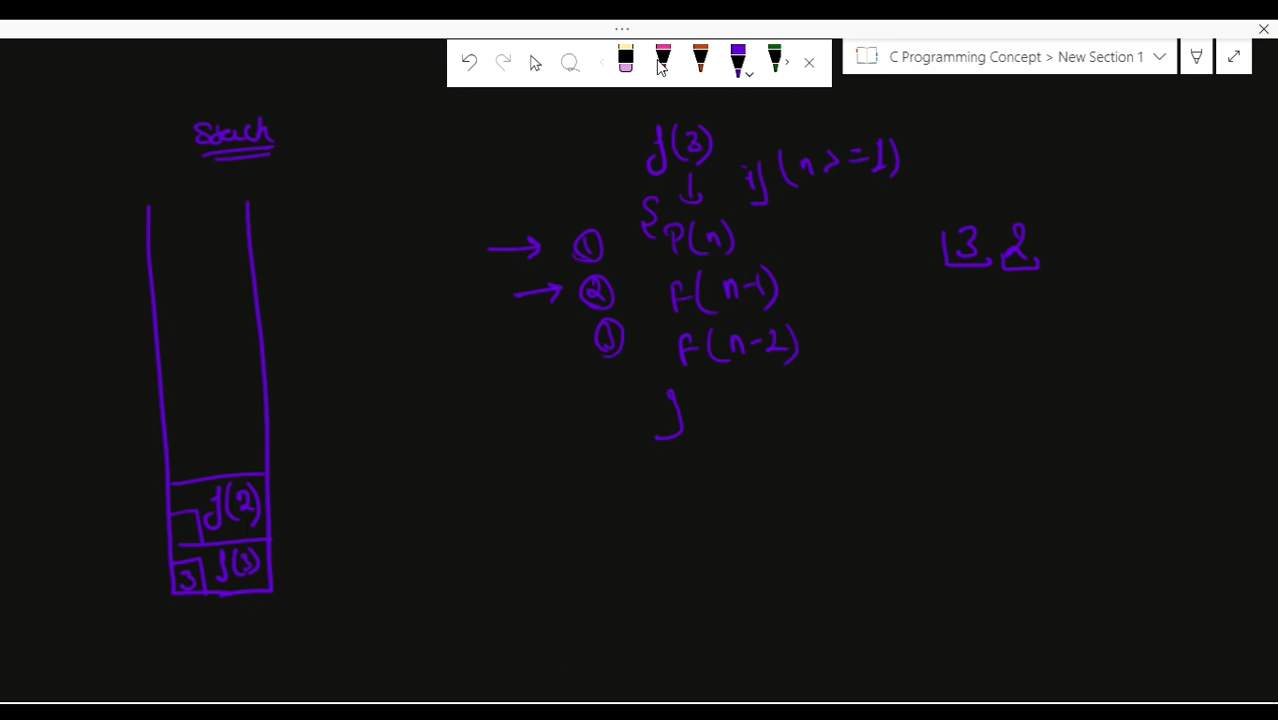 C Programming Concept > New Section 1
Stack
f(3)
if (n >= 1)
{
① P(n)
3 2
② f(n-1)
③ f(n-2)
}
f(2)
3 f(3)